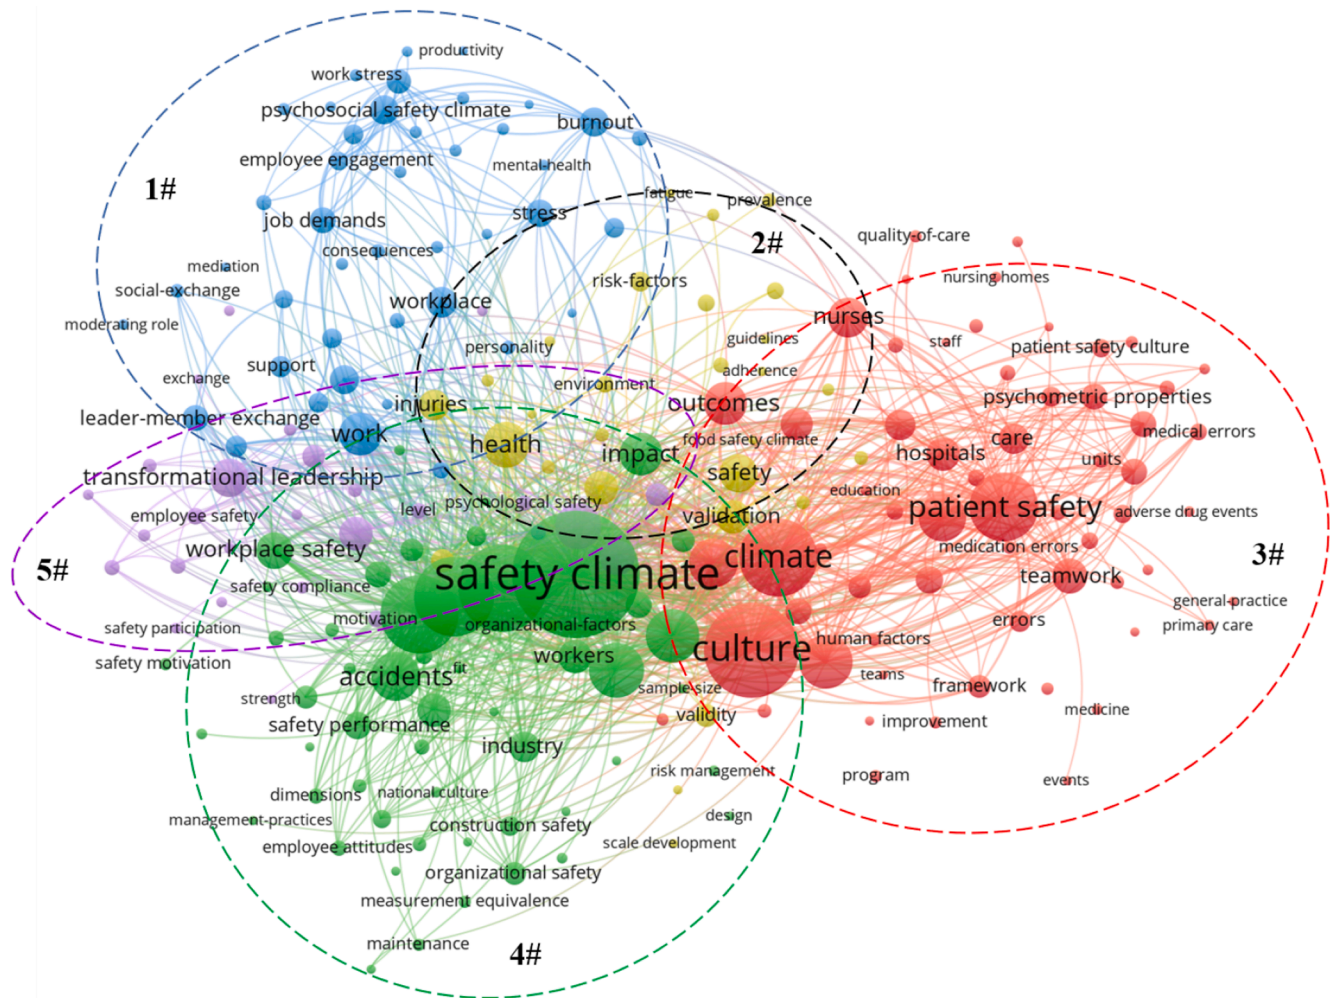 productivity
work stress
psychosocial safety climate
burnout
employee engagement
mental-health
1#
fatigue
prevalence
stress
job demands
2#
quality-of-care
consequences
mediation
nursing homes
risk-factors
social-exchange
workplace
nurses
moderating role
guidelines
staff
personality
patient safety culture
support
adherence
exchange
environment
psychometric properties
injuries
outcomes
leader-member exchange
work
food safety climate
care
medical errors
health
impact
hospitals
units
safety
transformational leadership
education
level
psychological safety
patient safety
employee safety
validation
adverse drug events
workplace safety
medication errors
climate
3#
5#
safety climate
teamwork
safety compliance
general-practice
motivation
organizational-factors
errors
primary care
safety participation
human factors
culture
workers
safety motivation
fit
accidents
teams
framework
sample size
strength
medicine
validity
safety performance
improvement
industry
risk management
program
events
dimensions
national culture
management-practices
design
construction safety
employee attitudes
scale development
organizational safety
measurement equivalence
maintenance
4#